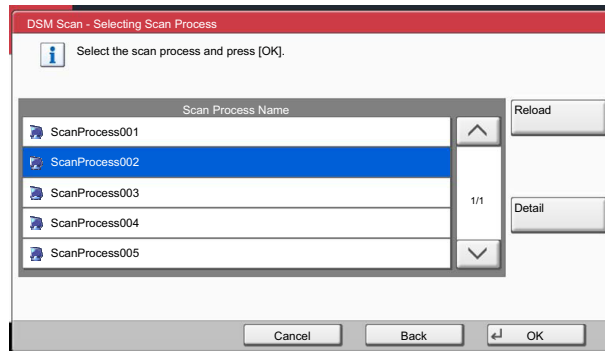 DSM Scan - Selecting Scan Process
Select the scan process and press [OK].
Scan Process Name
ScanProcess001
ScanProcess002
ScanProcess003
ScanProcess004
ScanProcess005
1/1
Reload
Detail
Cancel
Back
OK